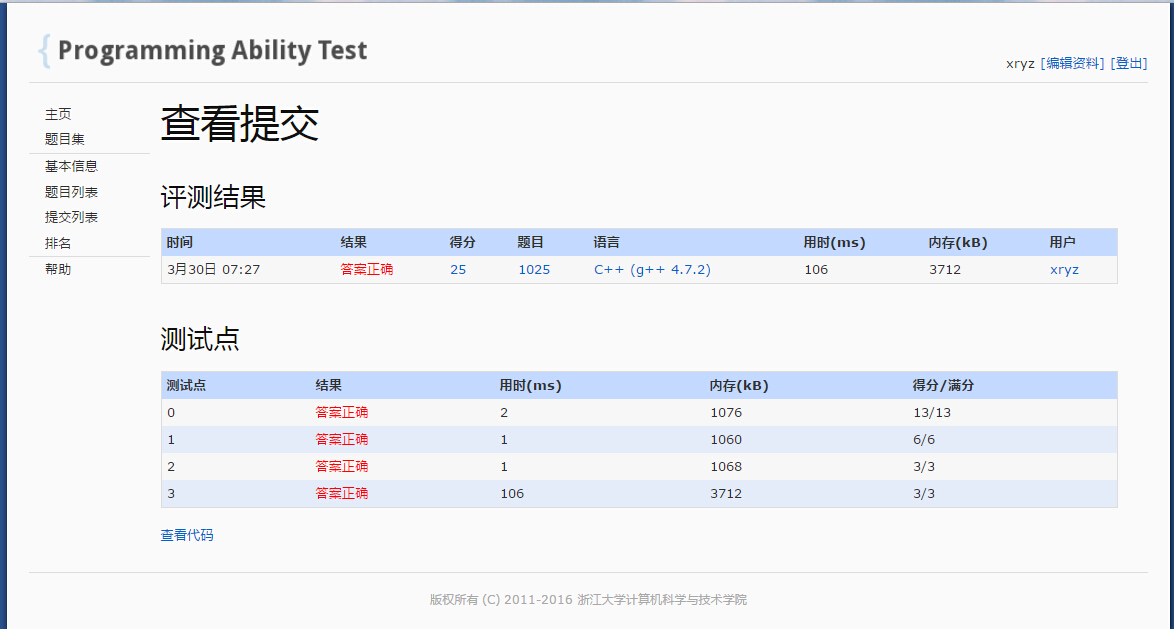 { Programming Ability Test
xryz [编辑资料] [登出]
主页
题目集
基本信息
题目列表
提交列表
排名
帮助
查看提交
评测结果
时间 结果 得分 题目 语言 用时(ms) 内存(kB) 用户
3月30日 07:27 答案正确 25 1025 C++ (g++ 4.7.2) 106 3712 xryz
测试点
测试点 结果 用时(ms) 内存(kB) 得分/满分
0 答案正确 2 1076 13/13
1 答案正确 1 1060 6/6
2 答案正确 1 1068 3/3
3 答案正确 106 3712 3/3
查看代码
版权所有 (C) 2011-2016 浙江大学计算机科学与技术学院